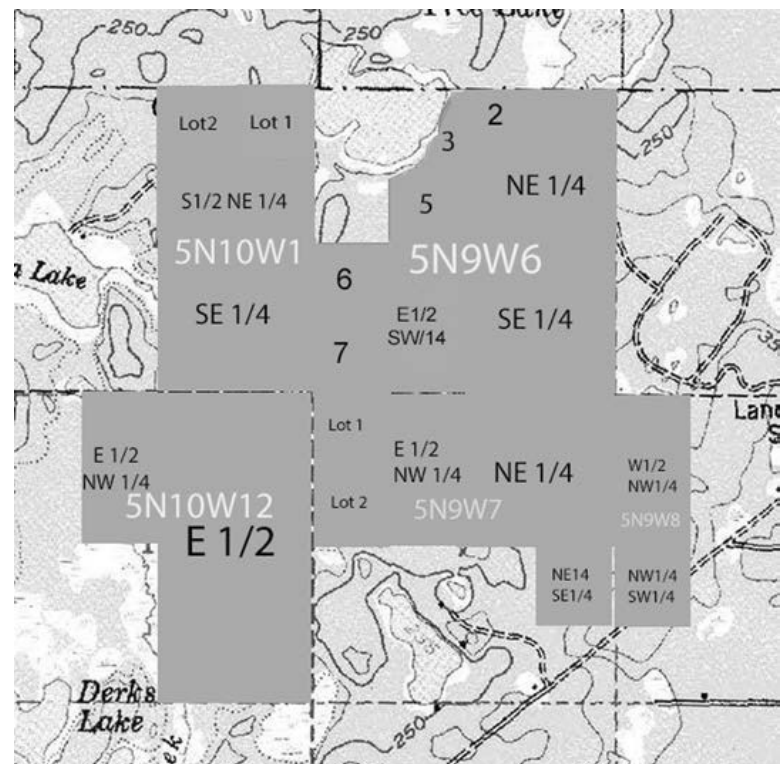 250
250
220
Lot2
Lot 1
2
3
NE 1/4
250
S1/2 NE 1/4
5
5N10W1
5N9W6
Lake
6
SE 1/4
E1/2
SW/14
SE 1/4
7
Lot 1
E 1/2
NW 1/4
E 1/2
NW 1/4
NE 1/4
W1/2
NW1/4
Lot 2
5N10W12
5N9W7
5N9W8
E 1/2
NE14
SE1/4
NW1/4
SW1/4
Derks
Lake
250